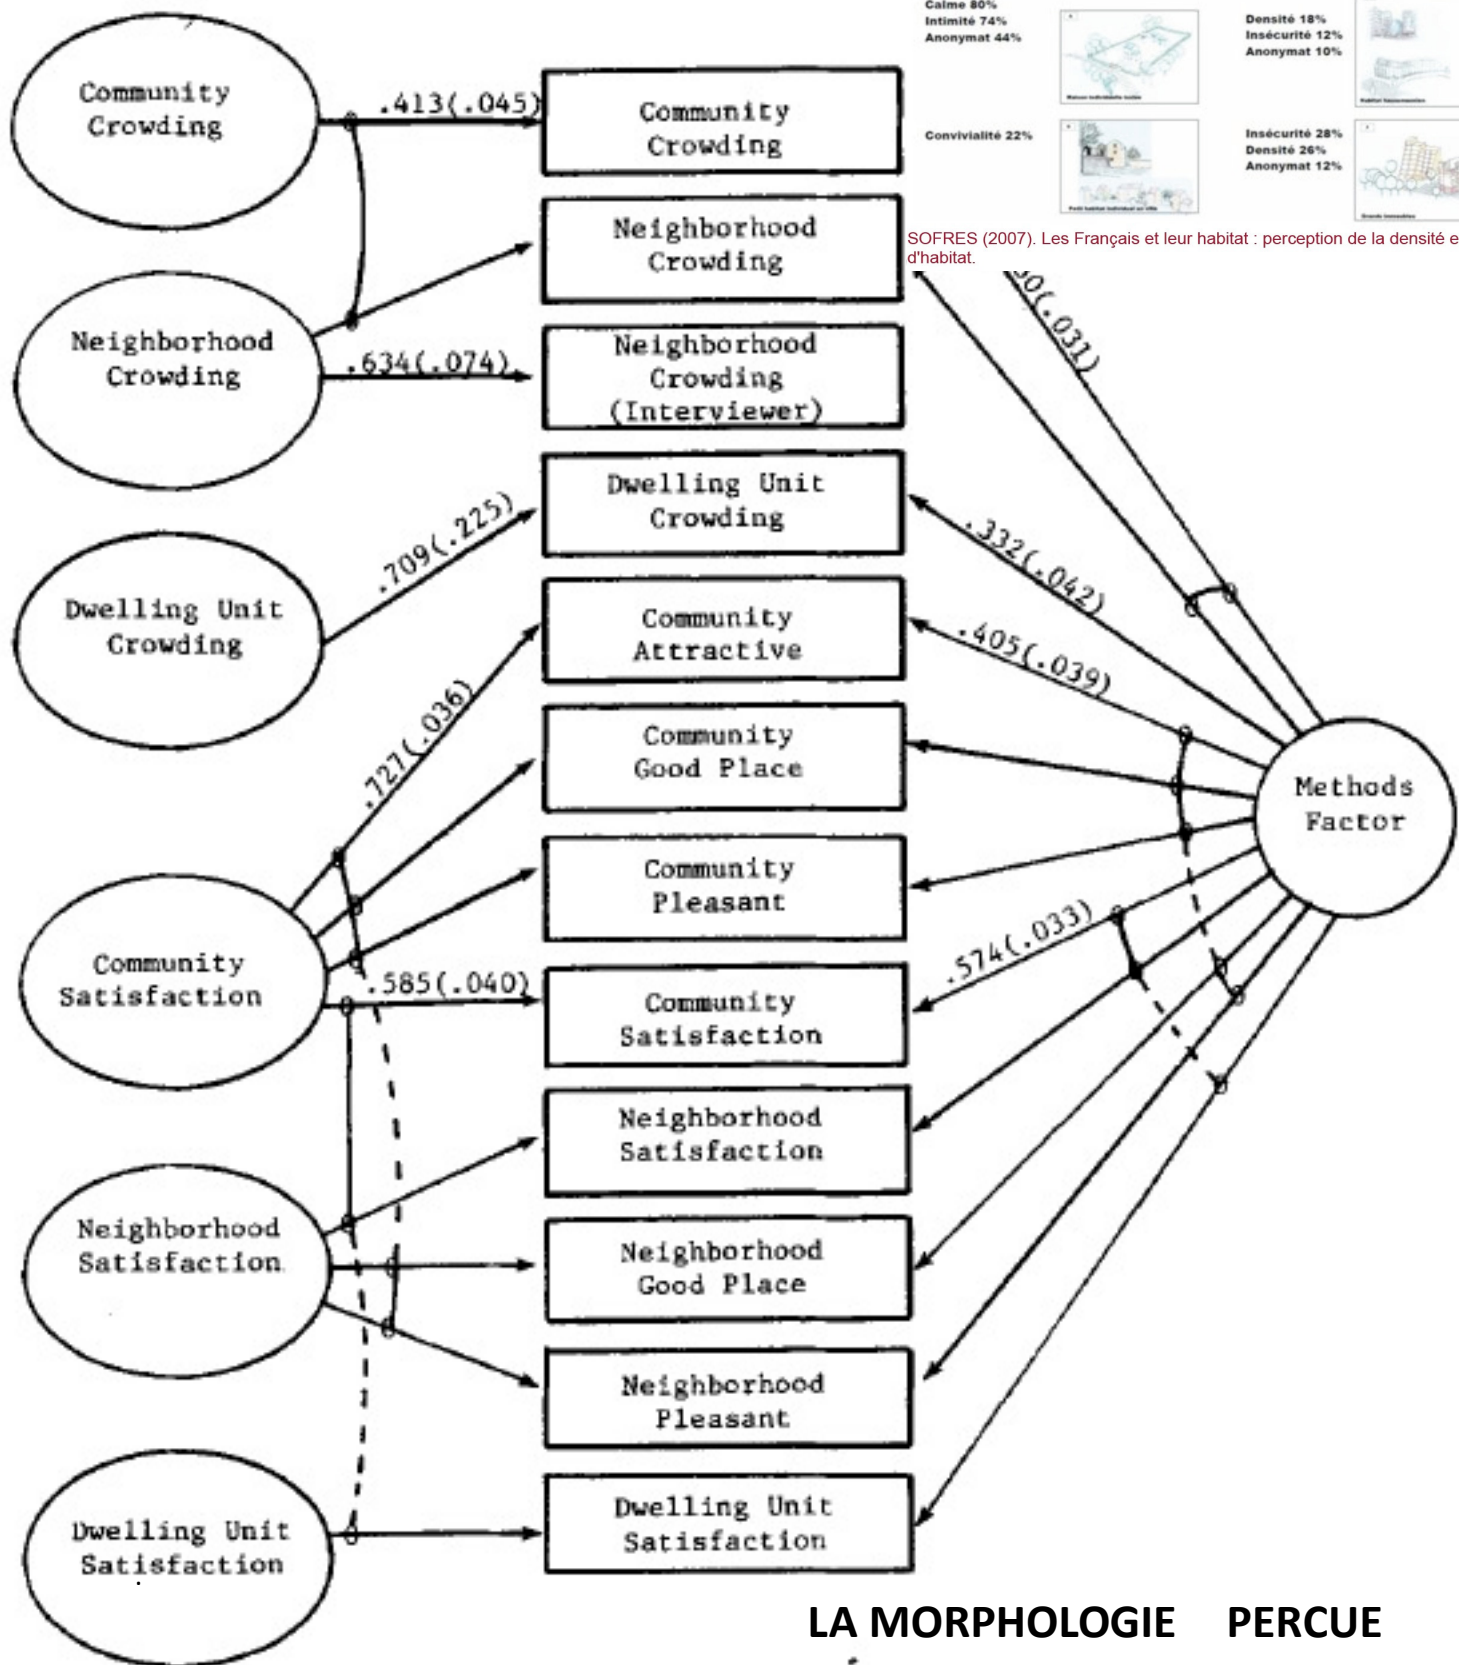 Community
Crowding
Neighborhood
Crowding
Dwelling Unit
Crowding
Community
Satisfaction
Neighborhood
Satisfaction
Dwelling Unit
Satisfaction
.413(.045)
.634(.074)
.709(.225)
.727(.036)
.585(.040)
Community
Crowding
Neighborhood
Crowding
Neighborhood
Crowding
(Interviewer)
Dwelling Unit
Crowding
Community
Attractive
Community
Good Place
Community
Pleasant
Community
Satisfaction
Neighborhood
Satisfaction
Neighborhood
Good Place
Neighborhood
Pleasant
Dwelling Unit
Satisfaction
Calme 80%
Intimité 74%
Anonymat 44%
Densité 18%
Insécurité 12%
Anonymat 10%
Convivialité 22%
Insécurité 28%
Densité 26%
Anonymat 12%
SOFRES (2007). Les Français et leur habitat : perception de la densité e
d'habitat.
0(.031)
.332(.042)
.405(.039)
.574(.033)
Methods
Factor
LA MORPHOLOGIE PERCUE